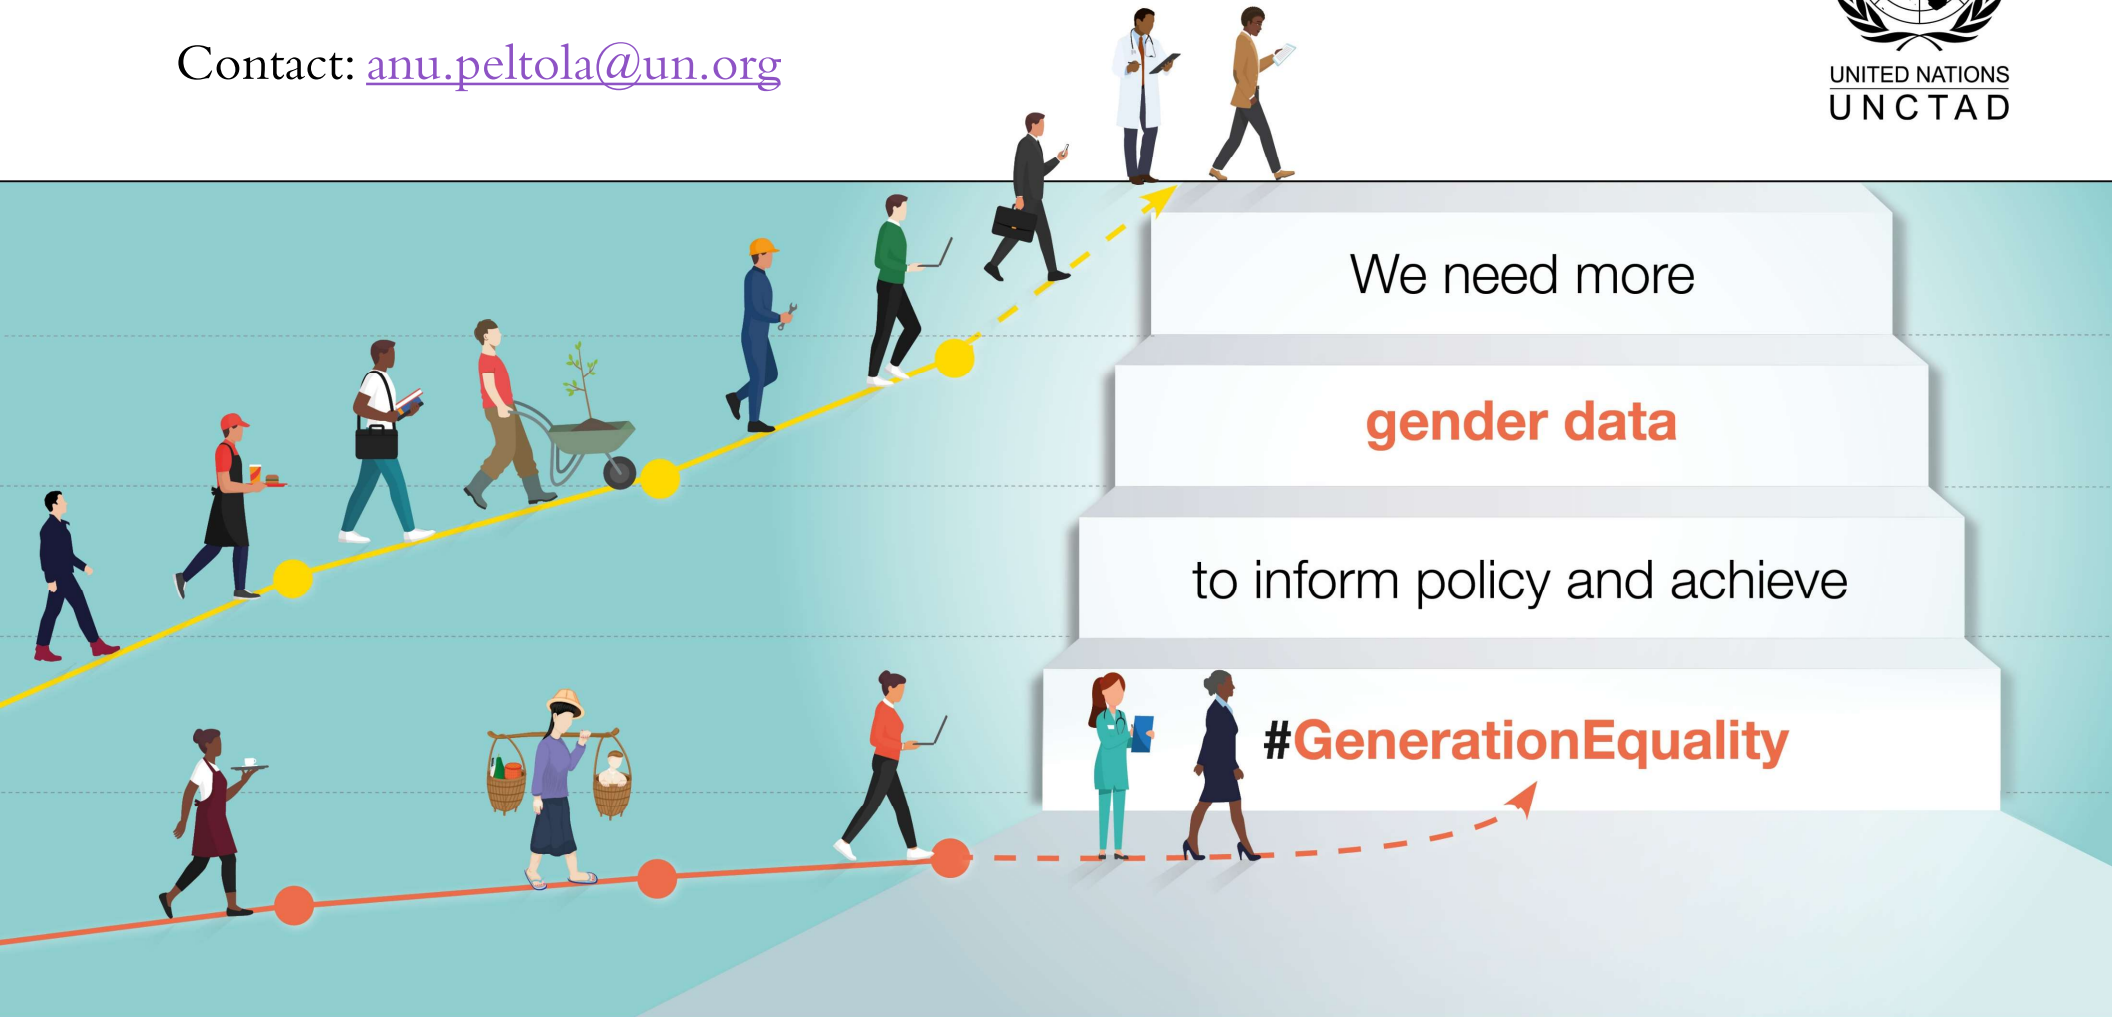 Contact: anu.peltola@un.org
UNITED NATIONS
UNCTAD
We need more
gender data
to inform policy and achieve
#GenerationEquality